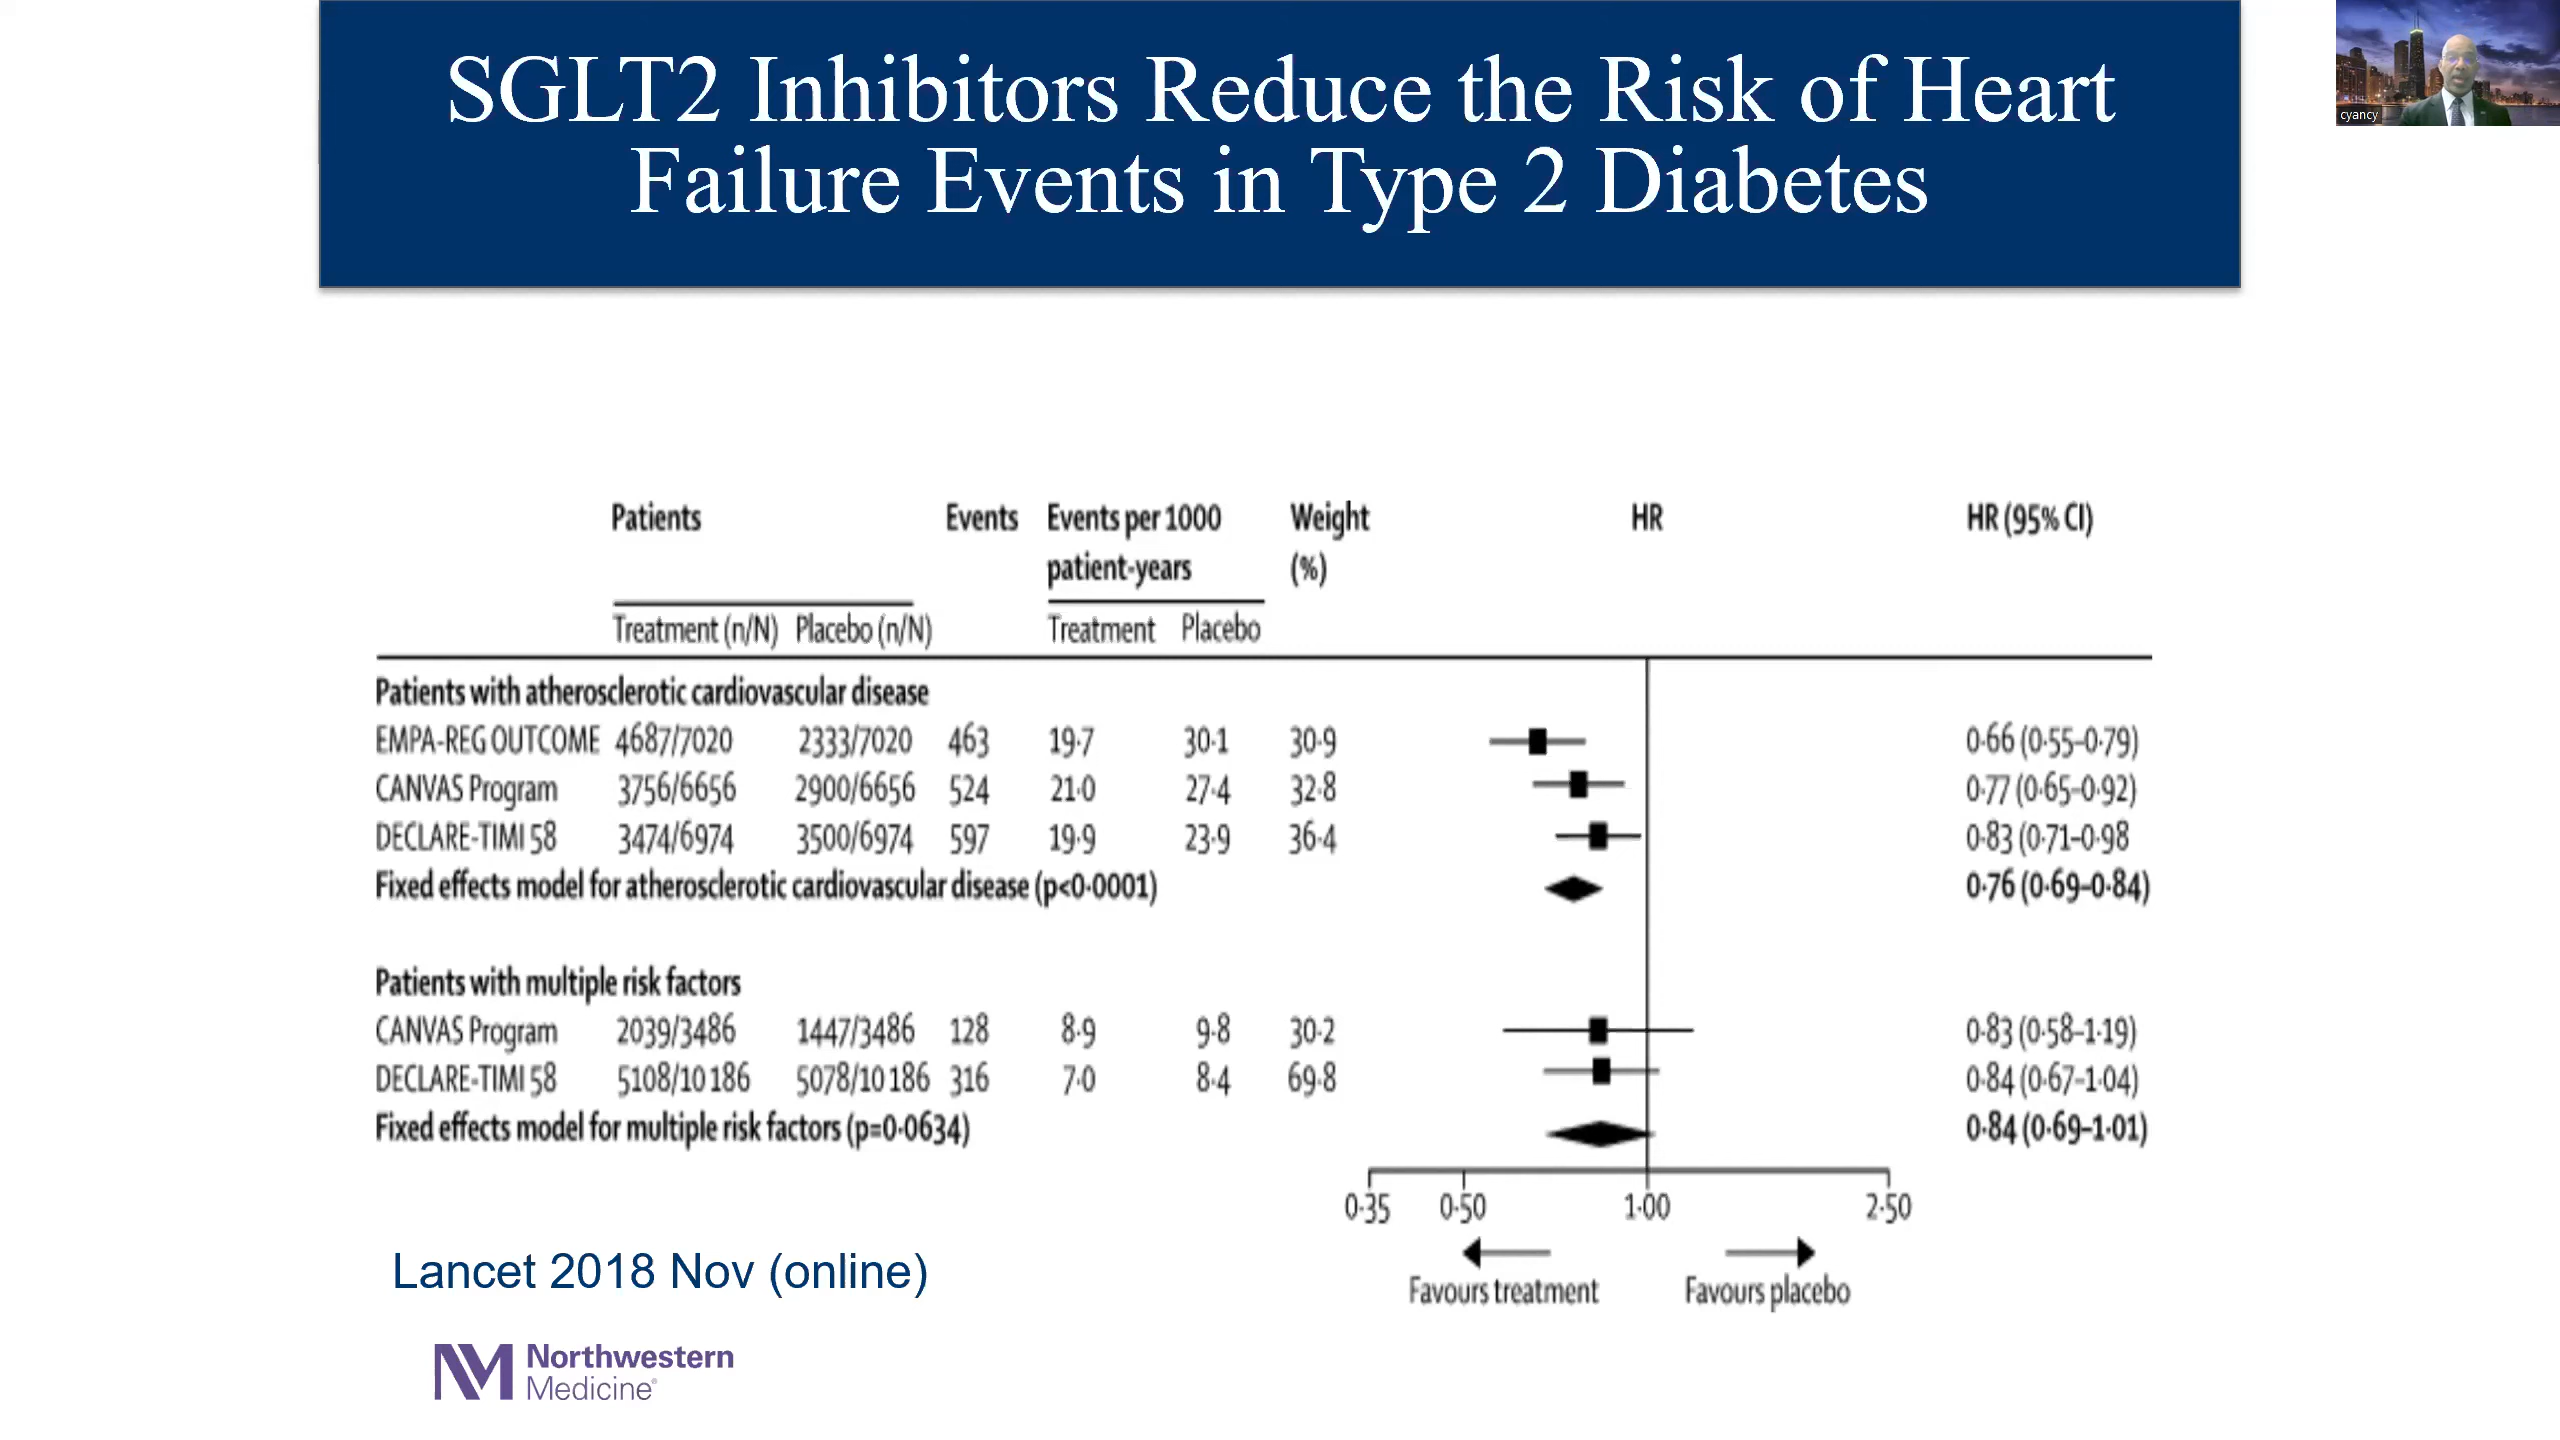 SGLT2 Inhibitors Reduce the Risk of Heart
Failure Events in Type 2 Diabetes
cyancy
Patients Events Events per 1000 Weight HR HR (95% CI)
patient-years (%)
Treatment (n/N) Placebo (n/N) Treatment Placebo
Patients with atherosclerotic cardiovascular disease
EMPA-REG OUTCOME 4687/7020 2333/7020 463 19·7 30·1 30·9 0·66 (0·55–0·79)
CANVAS Program 3756/6656 2900/6656 524 21·0 27·4 32·8 0·77 (0·65–0·92)
DECLARE-TIMI 58 3474/6974 3500/6974 597 19·9 23·9 36·4 0·83 (0·71–0·98
Fixed effects model for atherosclerotic cardiovascular disease (p<0·0001) 0·76 (0·69–0·84)
Patients with multiple risk factors
CANVAS Program 2039/3486 1447/3486 128 8·9 9·8 30·2 0·83 (0·58–1·19)
DECLARE-TIMI 58 5108/10 186 5078/10 186 316 7·0 8·4 69·8 0·84 (0·67–1·04)
Fixed effects model for multiple risk factors (p=0·0634) 0·84 (0·69–1·01)
0·35 0·50 1·00 2·50
Favours treatment Favours placebo
Lancet 2018 Nov (online)
Northwestern
Medicine®